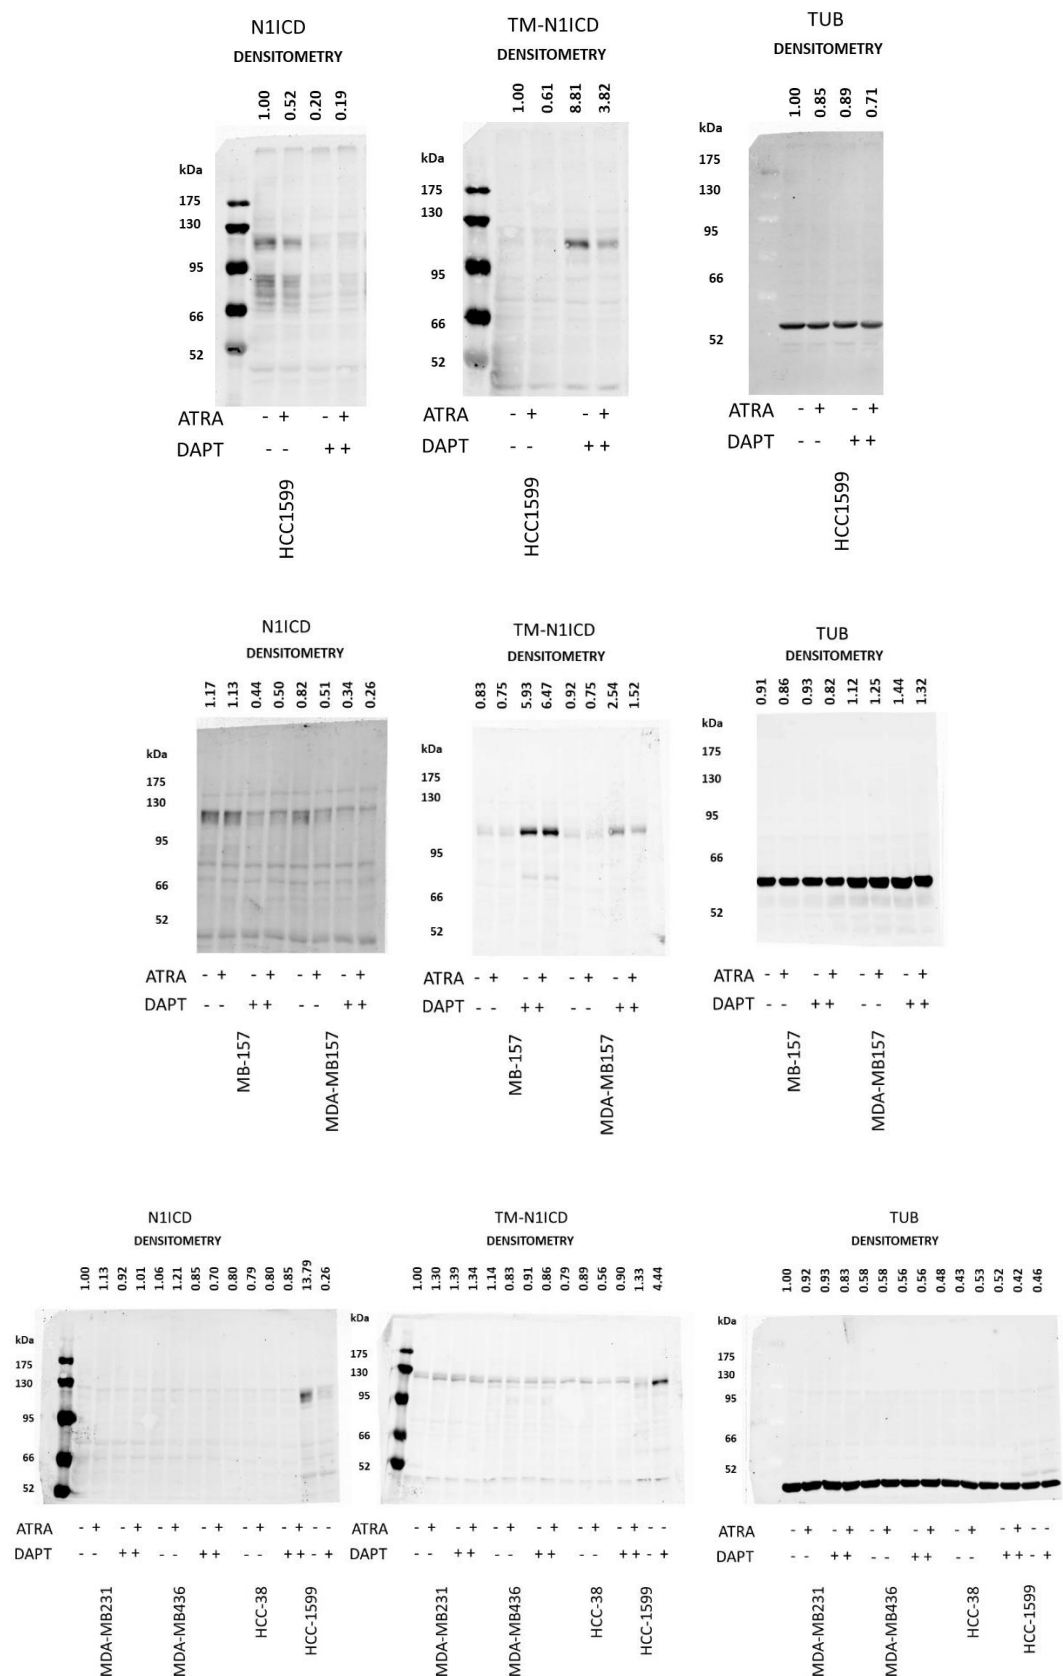 N1ICD
DENSITOMETRY
1.00 0.52 0.20 0.19
kDa
175
130
95
66
52
ATRA - + - +
DAPT - - + +
HCC1599
TM-N1ICD
DENSITOMETRY
1.00 0.61 8.81 3.82
kDa
175
130
95
66
52
ATRA - + - +
DAPT - - + +
HCC1599
TUB
DENSITOMETRY
1.00 0.85 0.89 0.71
kDa
175
130
95
66
52
ATRA - + - +
DAPT - - + +
HCC1599
N1ICD
DENSITOMETRY
1.17 1.13 0.44 0.50 0.82 0.51 0.34 0.26
kDa
175
130
95
66
52
ATRA - + - + - + - +
DAPT - - + + - - + +
MB-157
MDA-MB157
TM-N1ICD
DENSITOMETRY
0.83 0.75 5.93 6.47 0.92 0.75 2.54 1.52
kDa
175
130
95
66
52
ATRA - + - + - + - +
DAPT - - + + - - + +
MB-157
MDA-MB157
TUB
DENSITOMETRY
0.91 0.86 0.93 0.82 1.12 1.25 1.44 1.32
kDa
175
130
95
66
52
ATRA - + - + - + - +
DAPT - - + + - - + +
MB-157
MDA-MB157
N1ICD
DENSITOMETRY
1.00 1.13 0.92 1.01 1.06 1.21 0.85 0.70 0.80 0.79 0.80 0.85 13.79 0.26
kDa
175
130
95
66
52
ATRA - + - + - + - + - + - + - -
DAPT - - + + - - + + - - + + - +
MDA-MB231
MDA-MB436
HCC-38
HCC-1599
TM-N1ICD
DENSITOMETRY
1.00 1.30 1.39 1.34 1.14 0.83 0.91 0.86 0.79 0.89 0.56 0.90 1.33 4.44
kDa
175
130
95
66
52
ATRA - + - + - + - + - + - + - -
DAPT - - + + - - + + - - + + - +
MDA-MB231
MDA-MB436
HCC-38
HCC-1599
TUB
DENSITOMETRY
1.00 0.92 0.93 0.83 0.58 0.58 0.56 0.56 0.48 0.43 0.53 0.52 0.42 0.46
kDa
175
130
95
66
52
ATRA - + - + - + - + - + - + - -
DAPT - - + + - - + + - - + + - +
MDA-MB231
MDA-MB436
HCC-38
HCC-1599